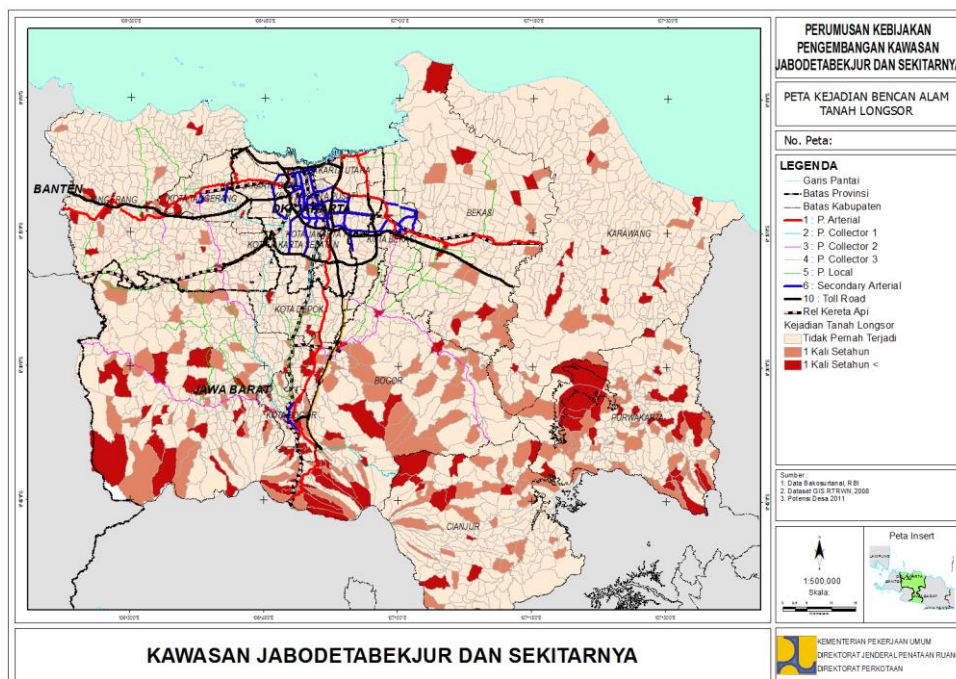 PERUMUSAN KEBIJAKAN
PENGEMBANGAN KAWASAN
JABODETABEKJUR DAN SEKITARNYA
PETA KEJADIAN BENCAN ALAM
TANAH LONGSOR
No. Peta:
LEGENDA
Garis Pantai
Batas Provinsi
Batas Kabupaten
1 : P. Arterial
2 : P. Collector 1
3 : P. Collector 2
4 : P. Collector 3
5 : P. Local
6 : Secondary Arterial
10 : Toll Road
Rel Kereta Api
Kejadian Tanah Longsor
Tidak Pernah Terjadi
1 Kali Setahun
1 Kali Setahun <
Sumber :
1. Data Bakosurtanal, RBI
2. Dataset GIS RTRWN, 2008
3. Potensi Desa 2011
1:500,000
Skala:
Peta Insert
KEMENTERIAN PEKERJAAN UMUM
DIREKTORAT JENDERAL PENATAAN RUANG
DIREKTORAT PERKOTAAN
BANTEN
BEKASI
KARAWANG
KOTA DEPOK
JAWA BARAT
BOGOR
PURWAKARTA
CIANJUR
KAWASAN JABODETABEKJUR DAN SEKITARNYA